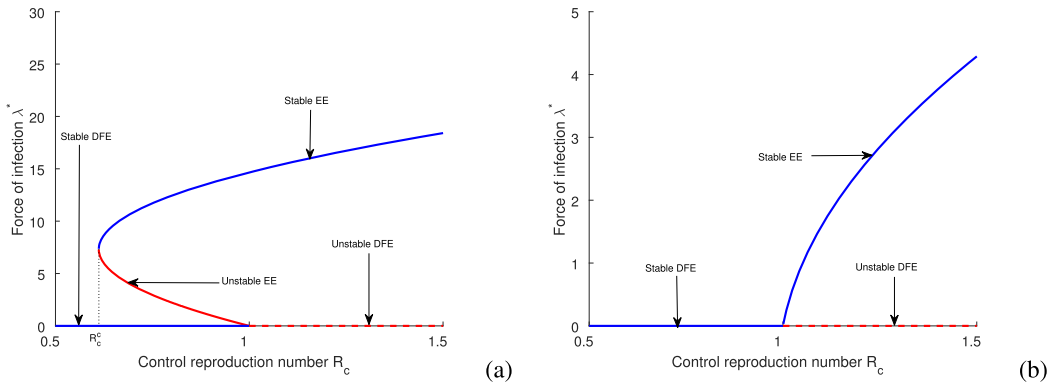 30
25
20
15
10
5
0
Force of infection λ*
Stable DFE
Stable EE
Unstable DFE
Unstable EE
0.5
R_c^c
1
1.5
Control reproduction number R_c
(a)
5
4
3
2
1
0
Force of infection λ*
Stable EE
Stable DFE
Unstable DFE
0.5
1
1.5
Control reproduction number R_c
(b)